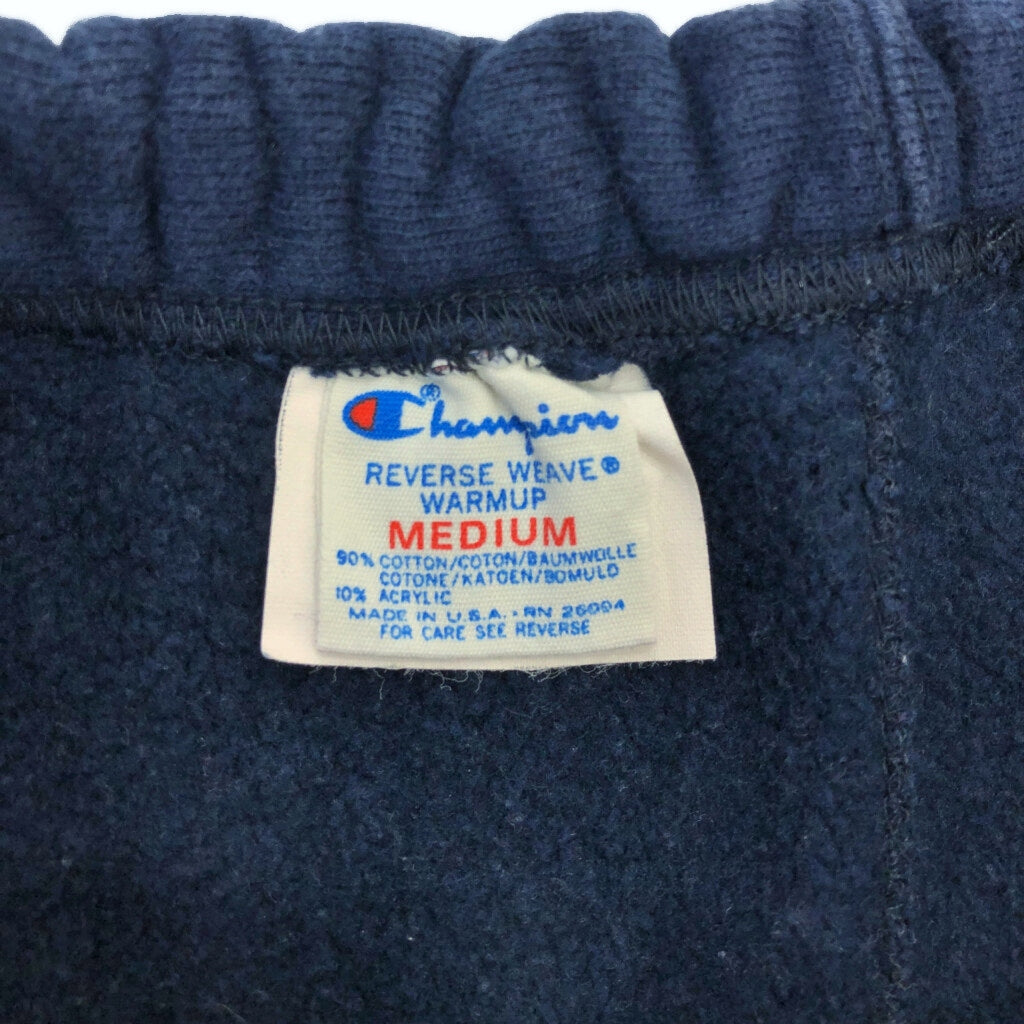 Champion®
REVERSE WEAVE®
WARMUP
MEDIUM
90% COTTON/COTON/BAUMWOLLE
COTONE/KATOEN/BOMULD
10% ACRYLIC
MADE IN U.S.A. - RN 26094
FOR CARE SEE REVERSE